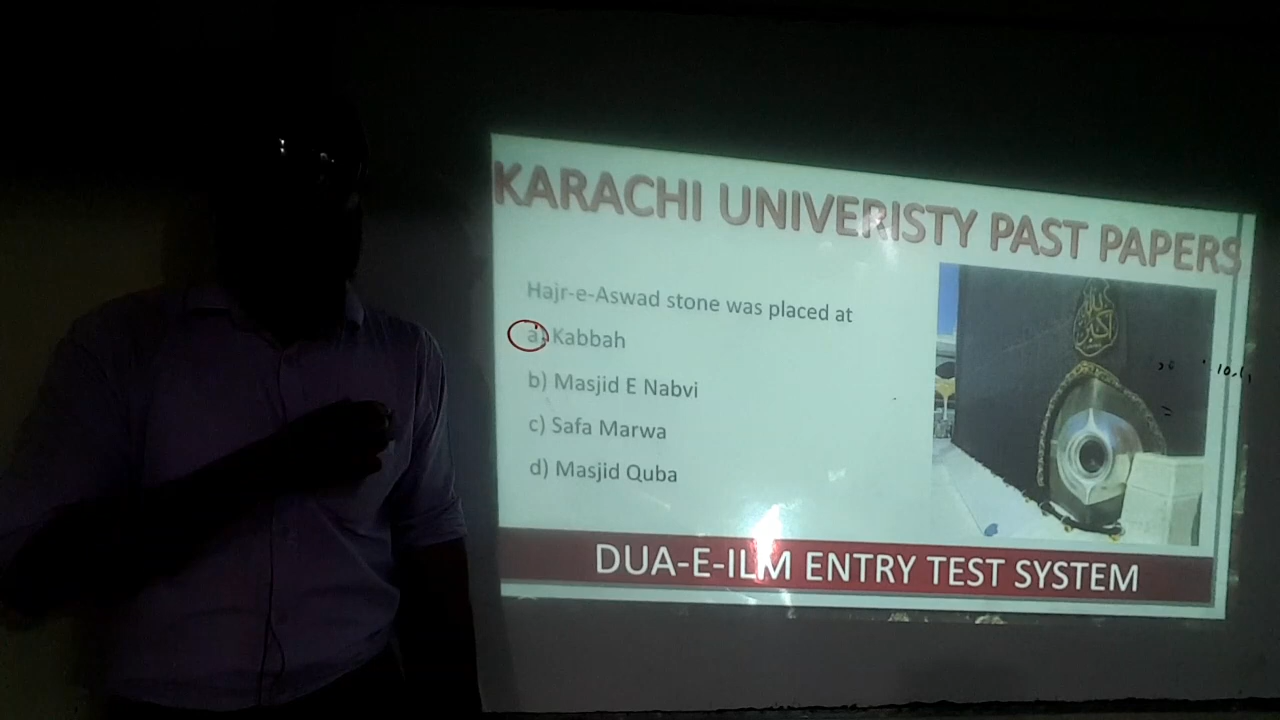 KARACHI UNIVERISTY PAST PAPERS
Hajr-e-Aswad stone was placed at
a) Kabbah
b) Masjid E Nabvi
c) Safa Marwa
d) Masjid Quba
DUA-E-ILM ENTRY TEST SYSTEM